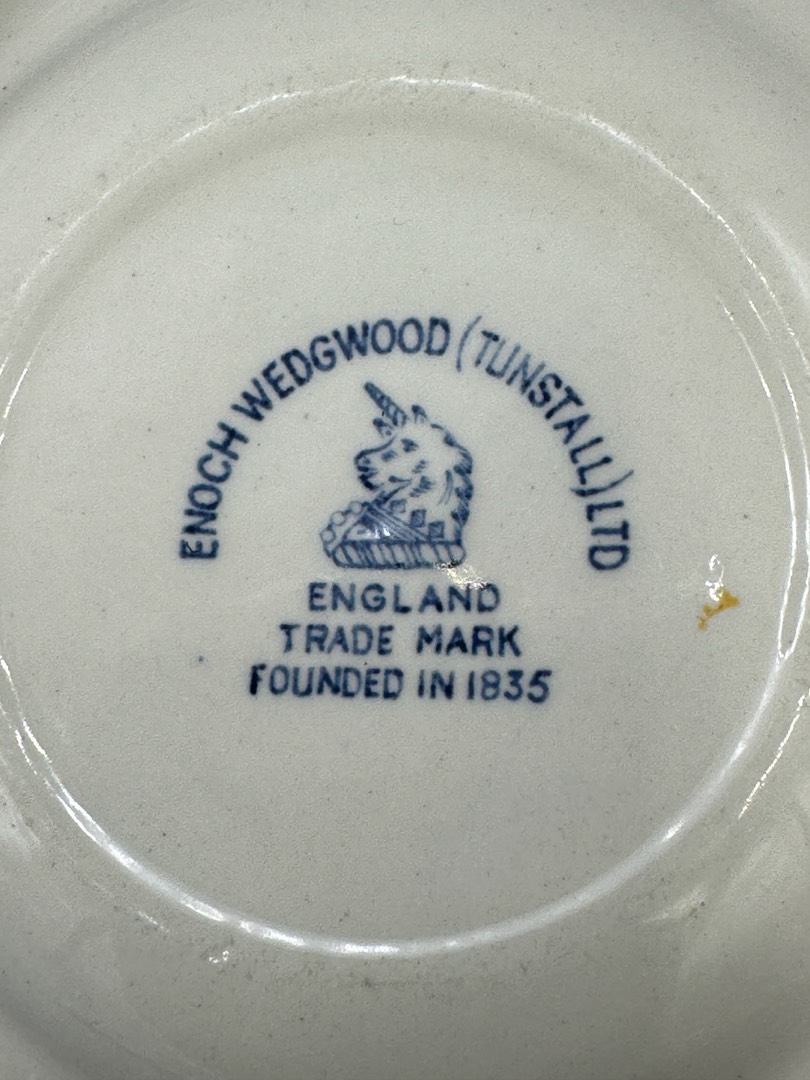 ENOCH WEDGWOOD (TUNSTALL) LTD
ENGLAND
TRADE MARK
FOUNDED IN 1835